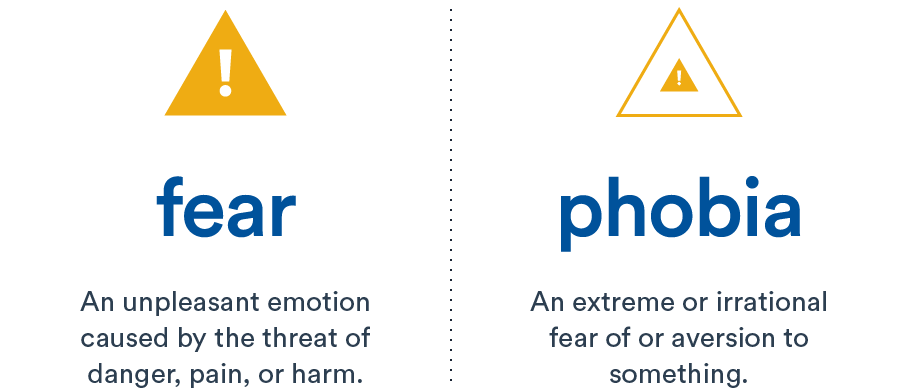 !
fear
An unpleasant emotion
caused by the threat of
danger, pain, or harm.
!
phobia
An extreme or irrational
fear of or aversion to
something.